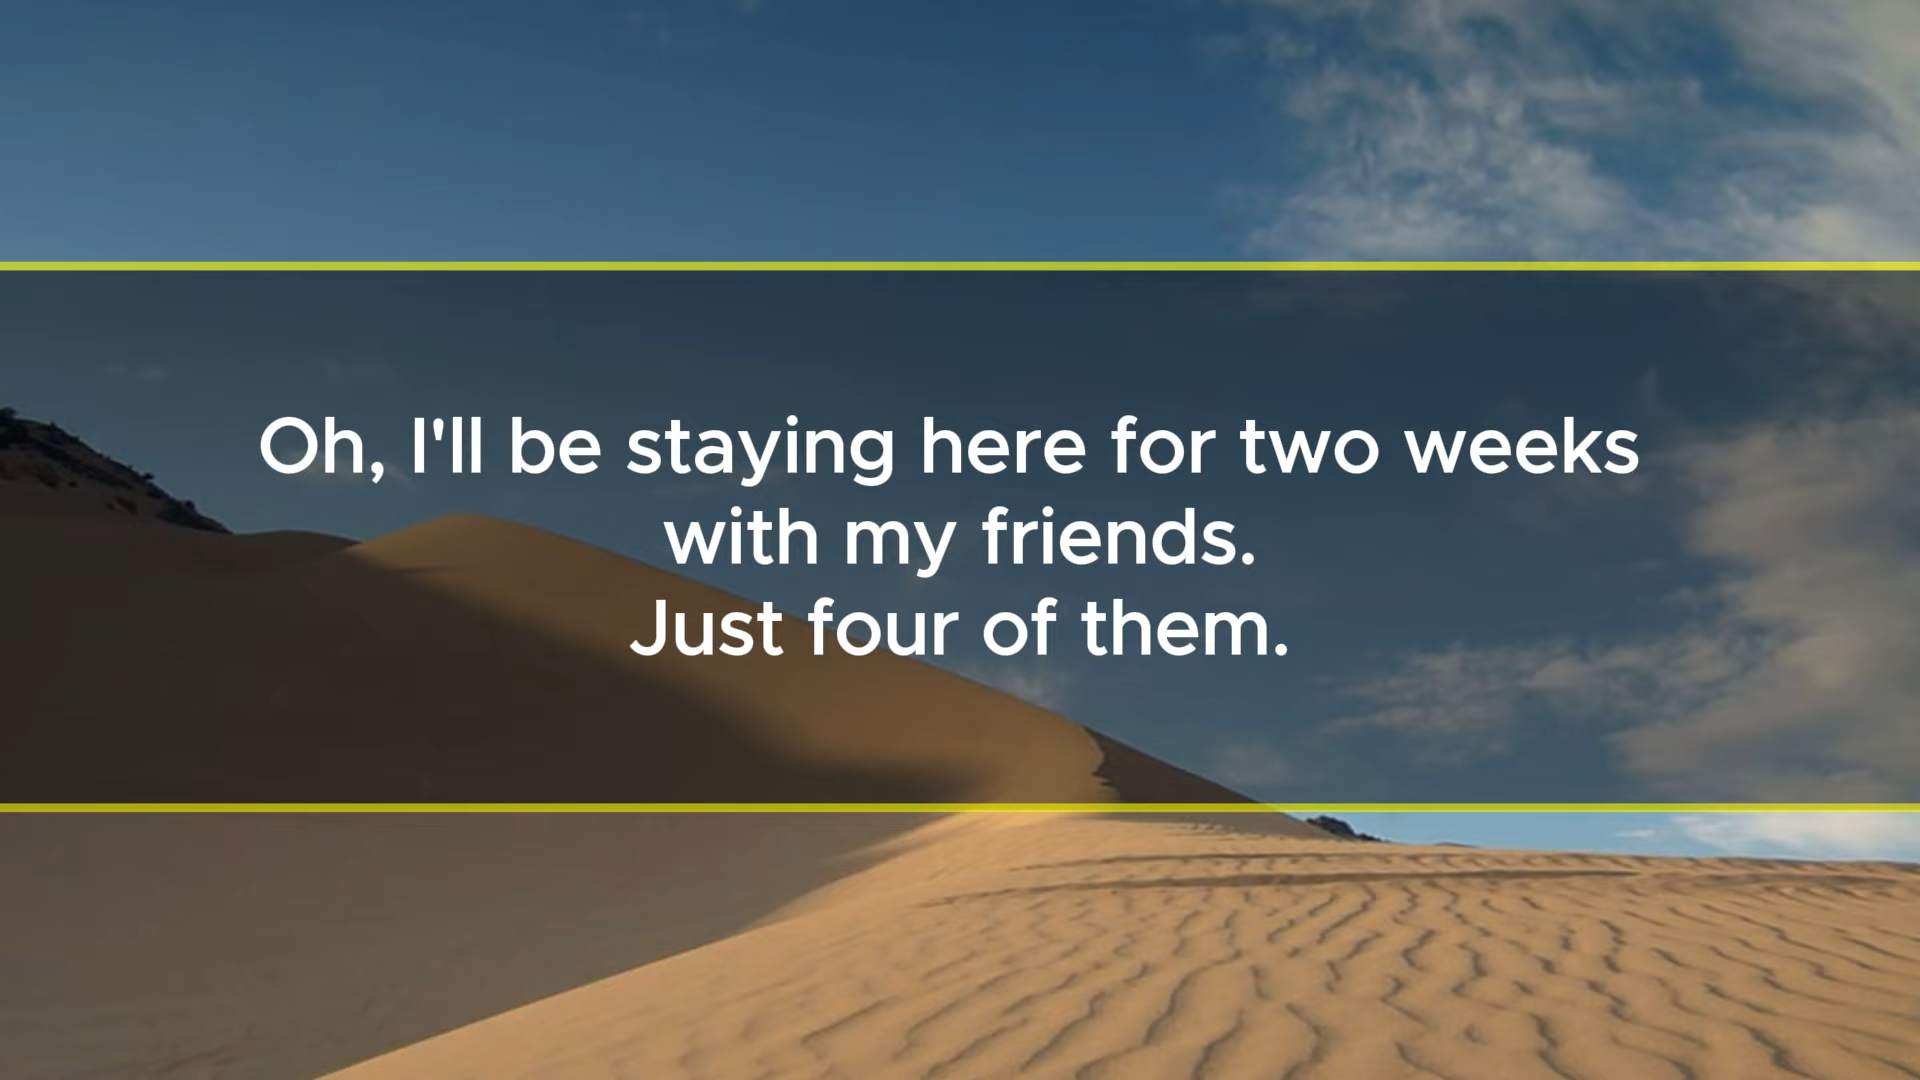 Oh, I'll be staying here for two weeks
with my friends.
Just four of them.